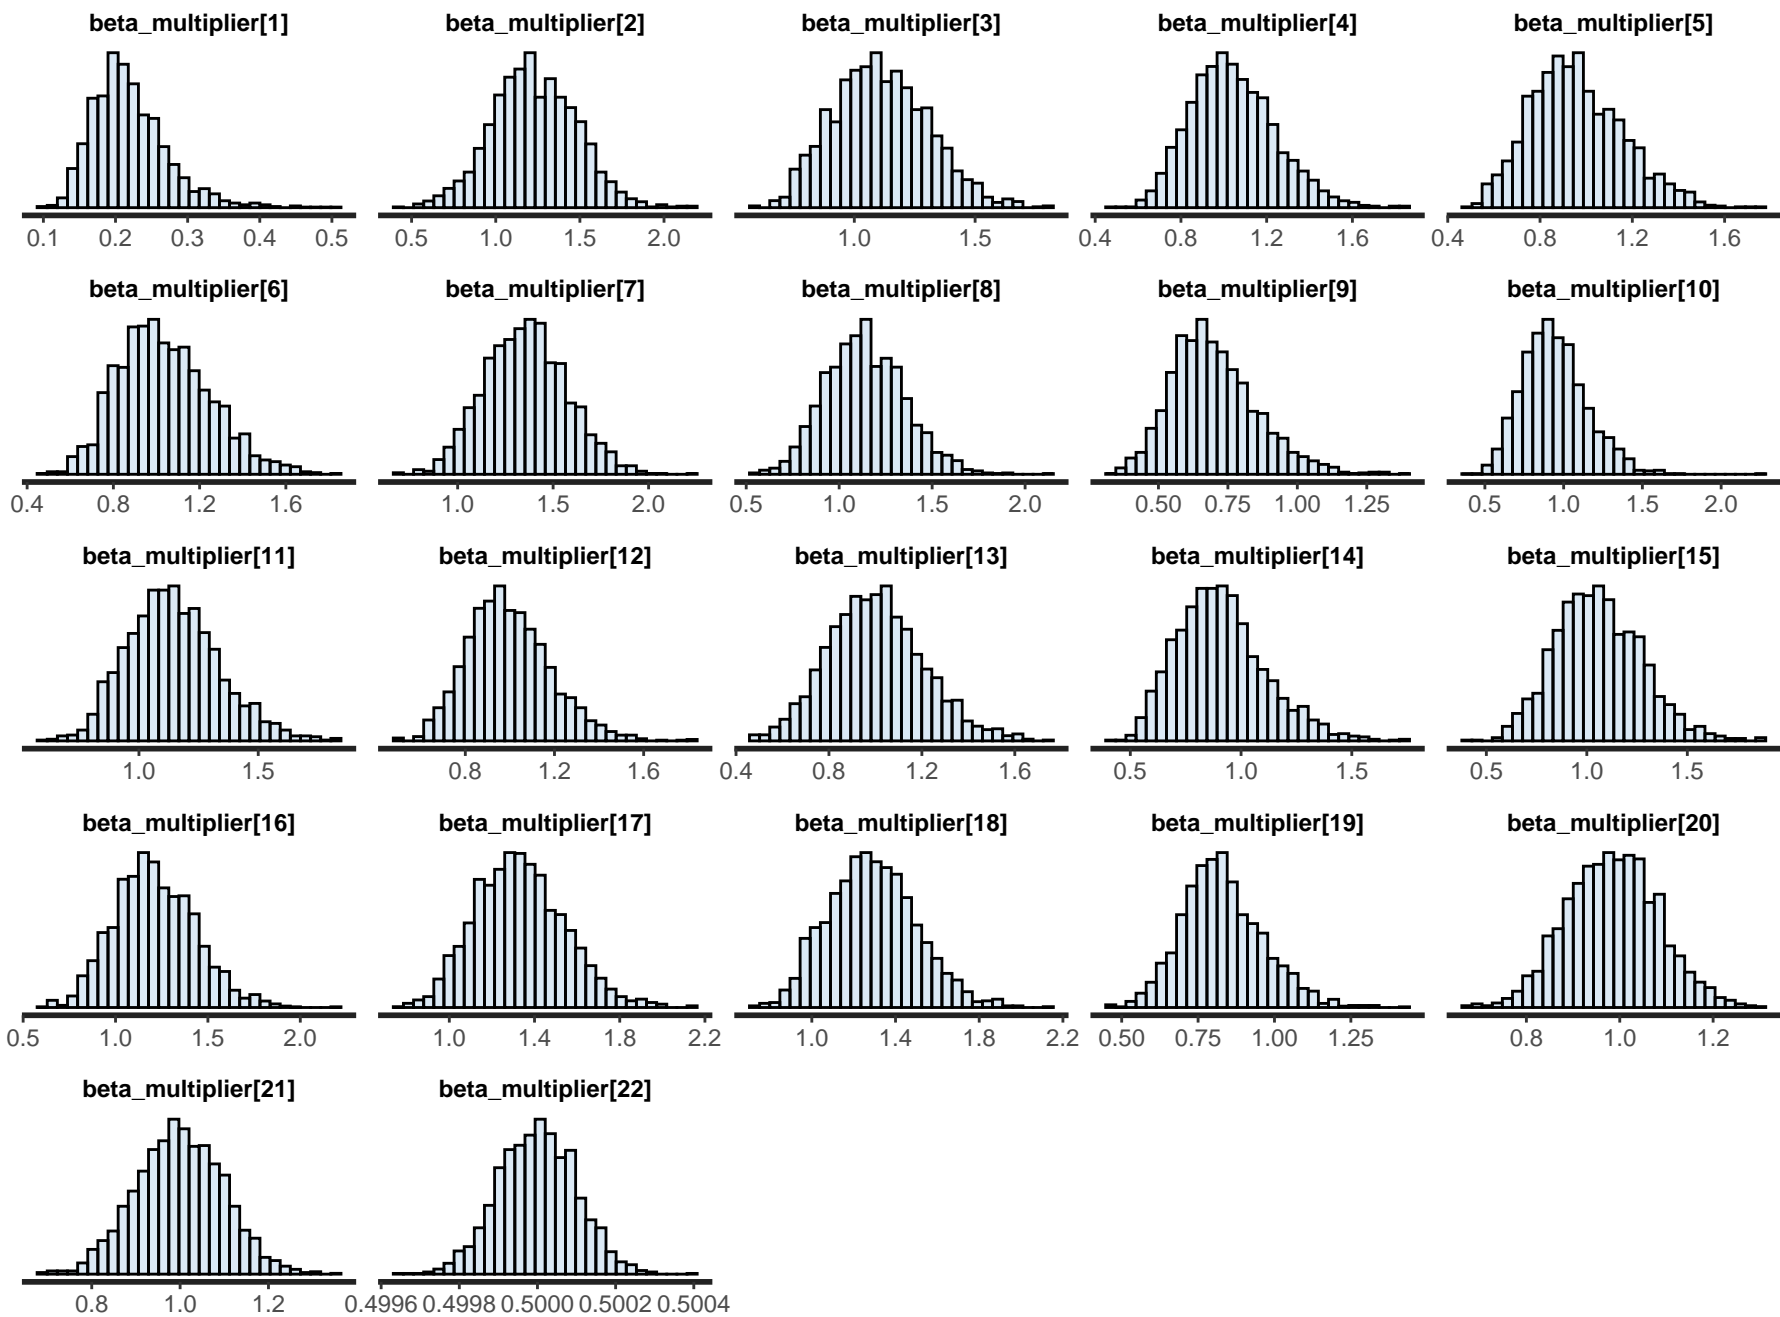 beta_multiplier[1] beta_multiplier[2] beta_multiplier[3] beta_multiplier[4] beta_multiplier[5]
0.1 0.2 0.3 0.4 0.5 0.5 1.0 1.5 2.0 1.0 1.5 0.4 0.8 1.2 1.6 0.4 0.8 1.2 1.6
beta_multiplier[6] beta_multiplier[7] beta_multiplier[8] beta_multiplier[9] beta_multiplier[10]
0.4 0.8 1.2 1.6 1.0 1.5 2.0 0.5 1.0 1.5 2.0 0.50 0.75 1.00 1.25 0.5 1.0 1.5 2.0
beta_multiplier[11] beta_multiplier[12] beta_multiplier[13] beta_multiplier[14] beta_multiplier[15]
1.0 1.5 0.8 1.2 1.6 0.4 0.8 1.2 1.6 0.5 1.0 1.5 0.5 1.0 1.5
beta_multiplier[16] beta_multiplier[17] beta_multiplier[18] beta_multiplier[19] beta_multiplier[20]
0.5 1.0 1.5 2.0 1.0 1.4 1.8 2.2 1.0 1.4 1.8 2.2 0.50 0.75 1.00 1.25 0.8 1.0 1.2
beta_multiplier[21] beta_multiplier[22]
0.8 1.0 1.2 0.4996 0.4998 0.5000 0.5002 0.5004